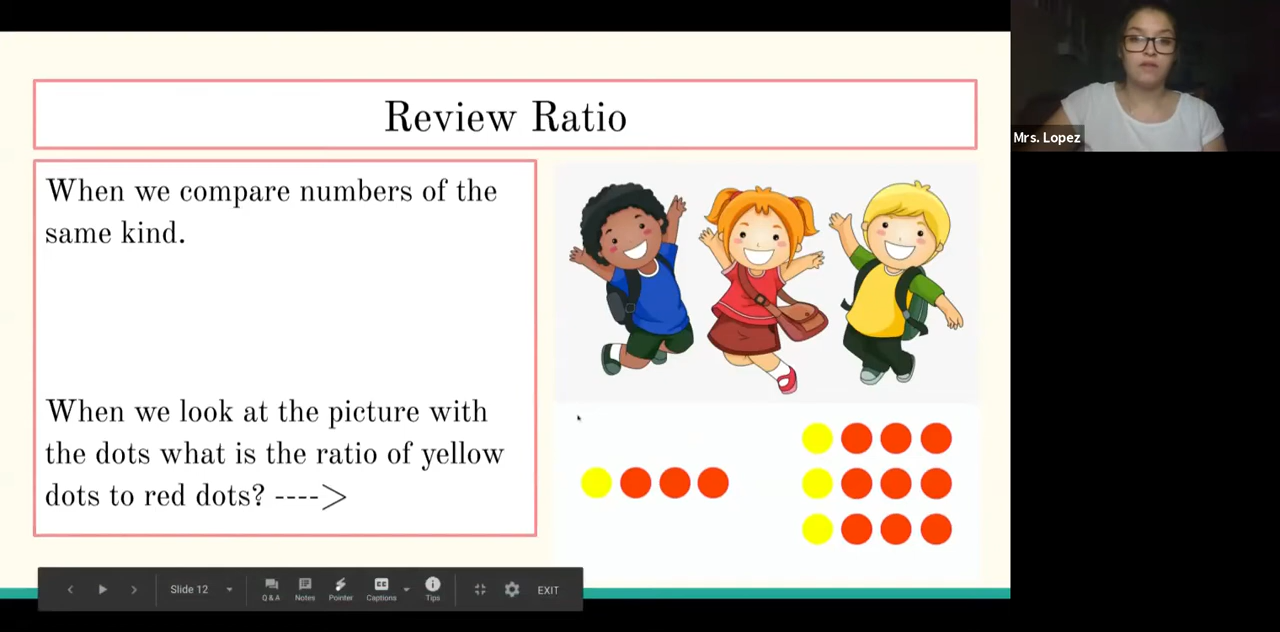 Review Ratio
Mrs. Lopez
When we compare numbers of the
same kind.
When we look at the picture with
the dots what is the ratio of yellow
dots to red dots? ---->
Slide 12
Q & A
Notes
Pointer
CC
Captions
Tips
EXIT